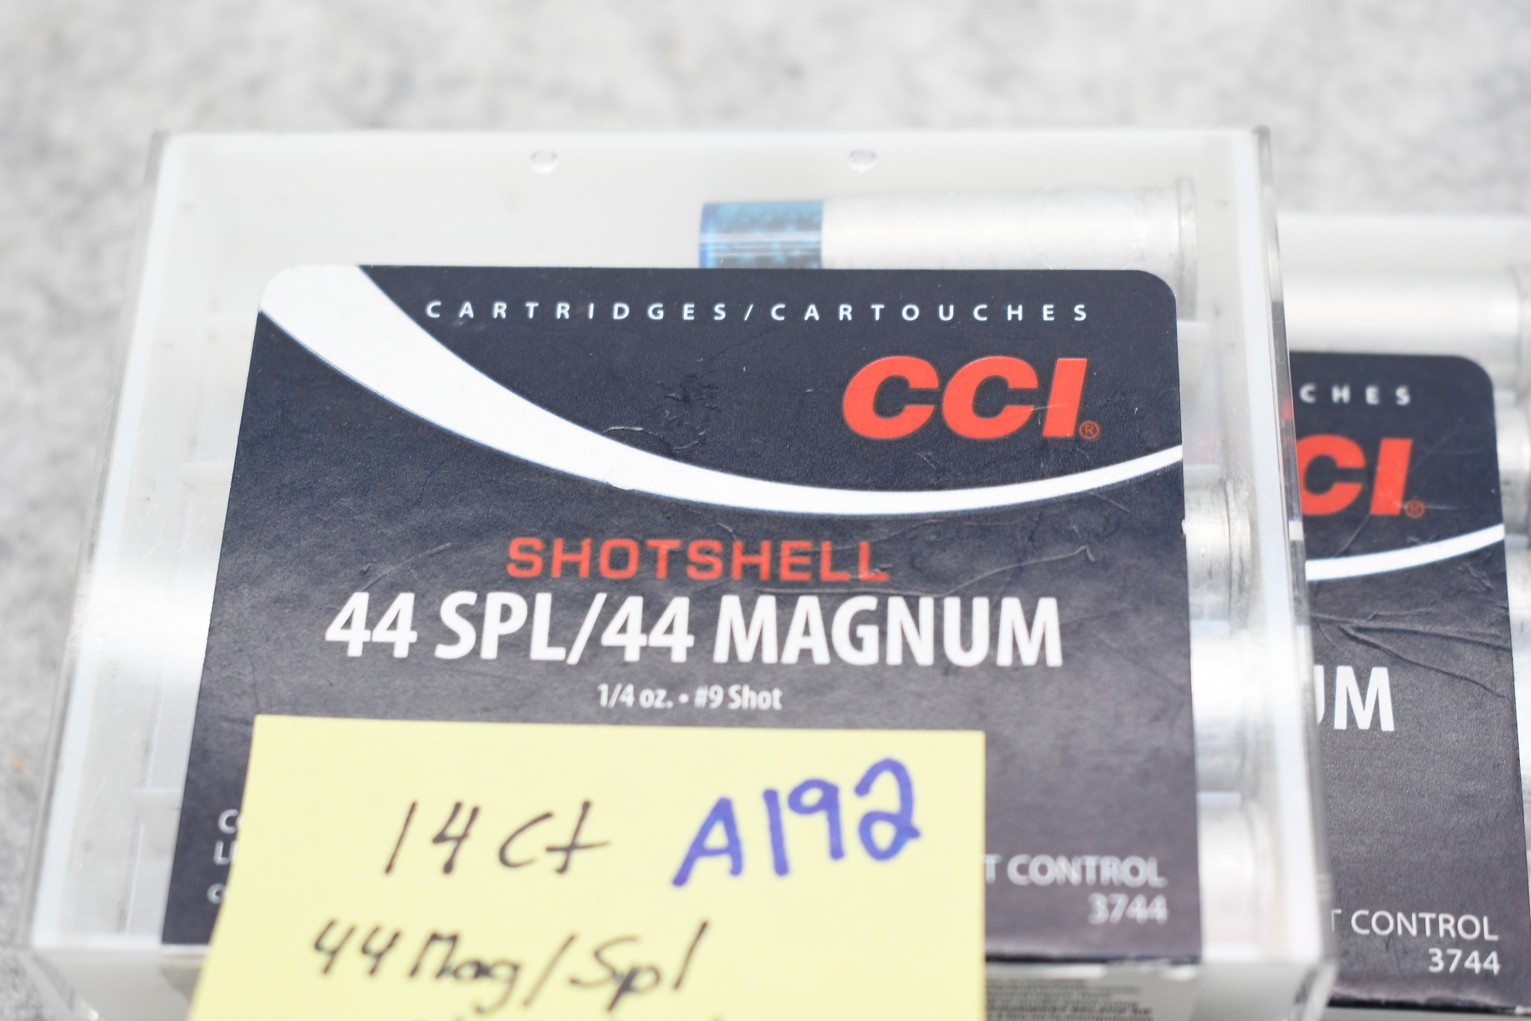 CARTRIDGES/CARTOUCHES
CCI®
SHOTSHELL
44 SPL/44 MAGNUM
1/4 oz. • #9 Shot
14 Ct A192
44 Mag/Spl
T CONTROL
3744
CHES
CI®
UM
T CONTROL
3744